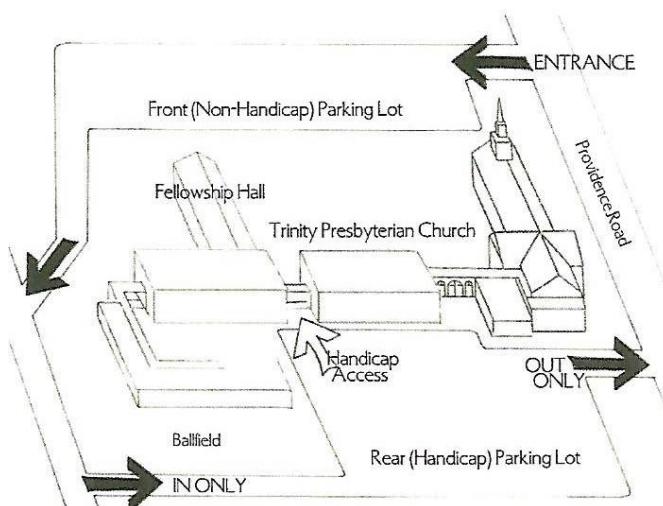 ENTRANCE
Front (Non-Handicap) Parking Lot
Providence Road
Fellowship Hall
Trinity Presbyterian Church
Handicap
Access
OUT
ONLY
Ballfield
Rear (Handicap) Parking Lot
IN ONLY